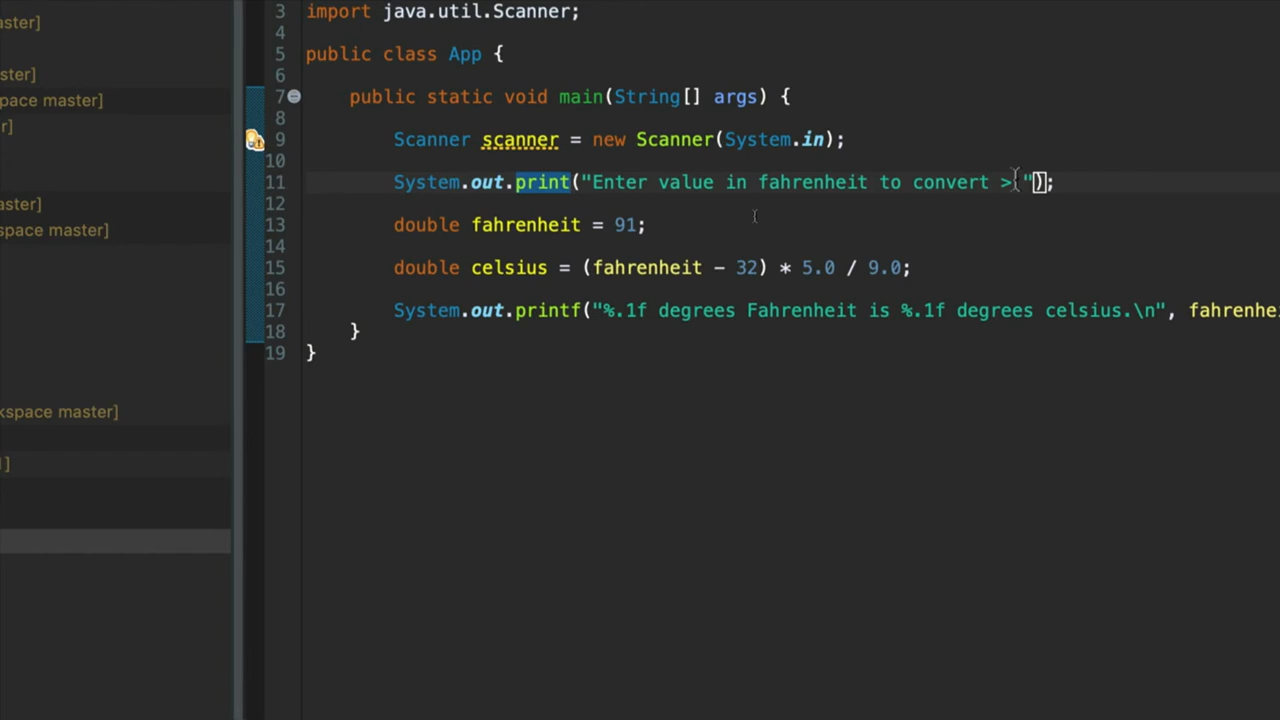 ster]
ster]
space master]
r]
ster]
space master]
kspace master]
]
3 import java.util.Scanner;
4
5 public class App {
6
7 public static void main(String[] args) {
8
9 Scanner scanner = new Scanner(System.in);
10
11 System.out.print("Enter value in fahrenheit to convert > ");
12
13 double fahrenheit = 91;
14
15 double celsius = (fahrenheit - 32) * 5.0 / 9.0;
16
17 System.out.printf("%.1f degrees Fahrenheit is %.1f degrees celsius.\n", fahrenhe
18 }
19 }